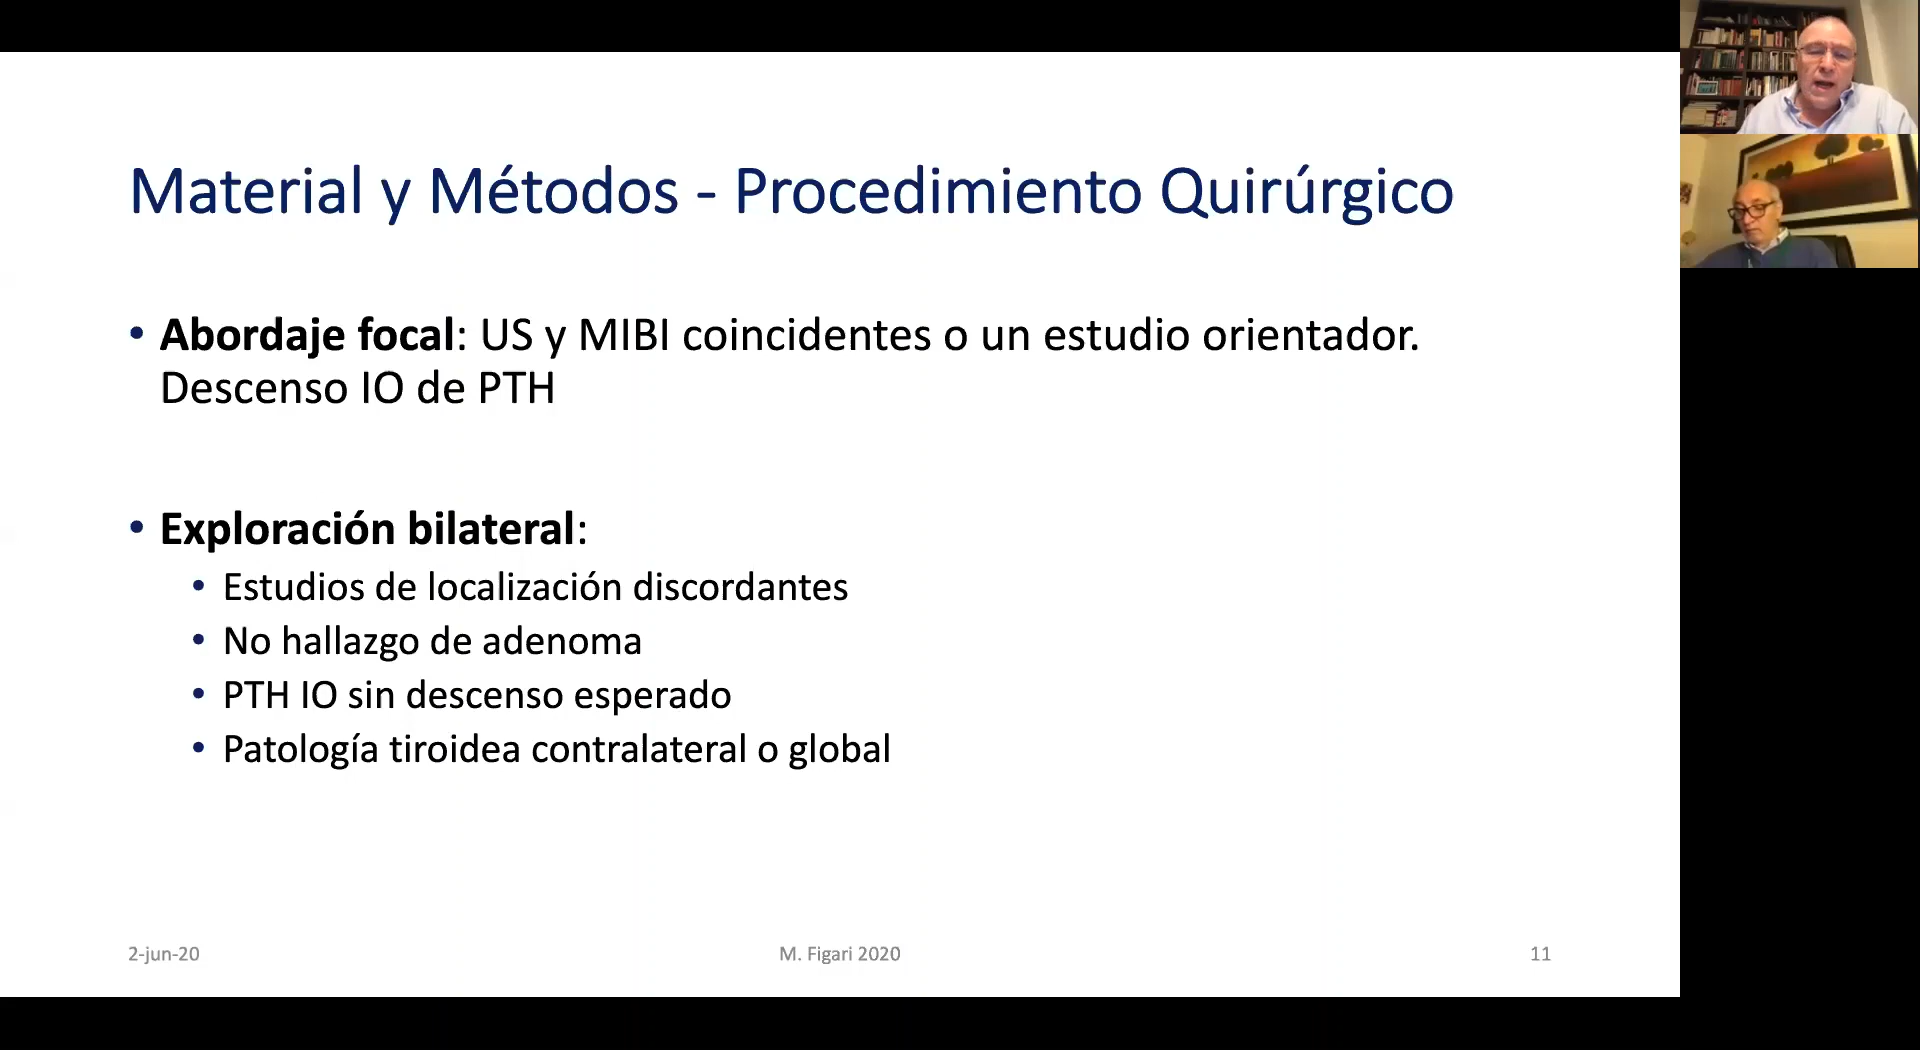 Material y Métodos - Procedimiento Quirúrgico
• Abordaje focal: US y MIBI coincidentes o un estudio orientador.
Descenso IO de PTH
• Exploración bilateral:
• Estudios de localización discordantes
• No hallazgo de adenoma
• PTH IO sin descenso esperado
• Patología tiroidea contralateral o global
2-jun-20
M. Figari 2020
11